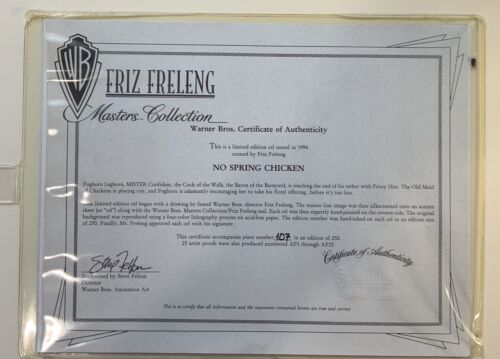 WB
FRIZ FRELENG
Masters Collection
Warner Bros. Certificate of Authenticity
This is a limited edition cel issued in 1994.
created by Friz Freleng
NO SPRING CHICKEN
Foghorn Leghorn, MISTER Confident, the Cock of the Walk, the Baron of the Barnyard, is reaching the end of his tether with Prissy Hen. The Old Maid
of Chickens is playing coy, and Foghorn is adamantly encouraging her to take his floral offering...before it's too late.
This limited edition cel began with a drawing by famed Warner Bros. director Friz Freleng. The master line image was then silkscreened onto an acetate
sheet (or "cel") along with the Warner Bros. Masters Collection/Friz Freleng seal. Each cel was then expertly hand-painted on the reverse side. The original
background was reproduced using a four-color lithography process on acid-free paper. The edition number was hand-inked on each cel in an edition size
of 250. Finally, Mr. Freleng approved each cel with his signature.
This certificate accompanies piece number 107 in an edition of 250.
25 artist proofs were also produced numbered AP1 through AP25
Steve Felton
Certificate of Authenticity
Authorized by Steve Felton
Director
Warner Bros. Animation Art
This is to certify that all information and the statements contained herein are true and correct